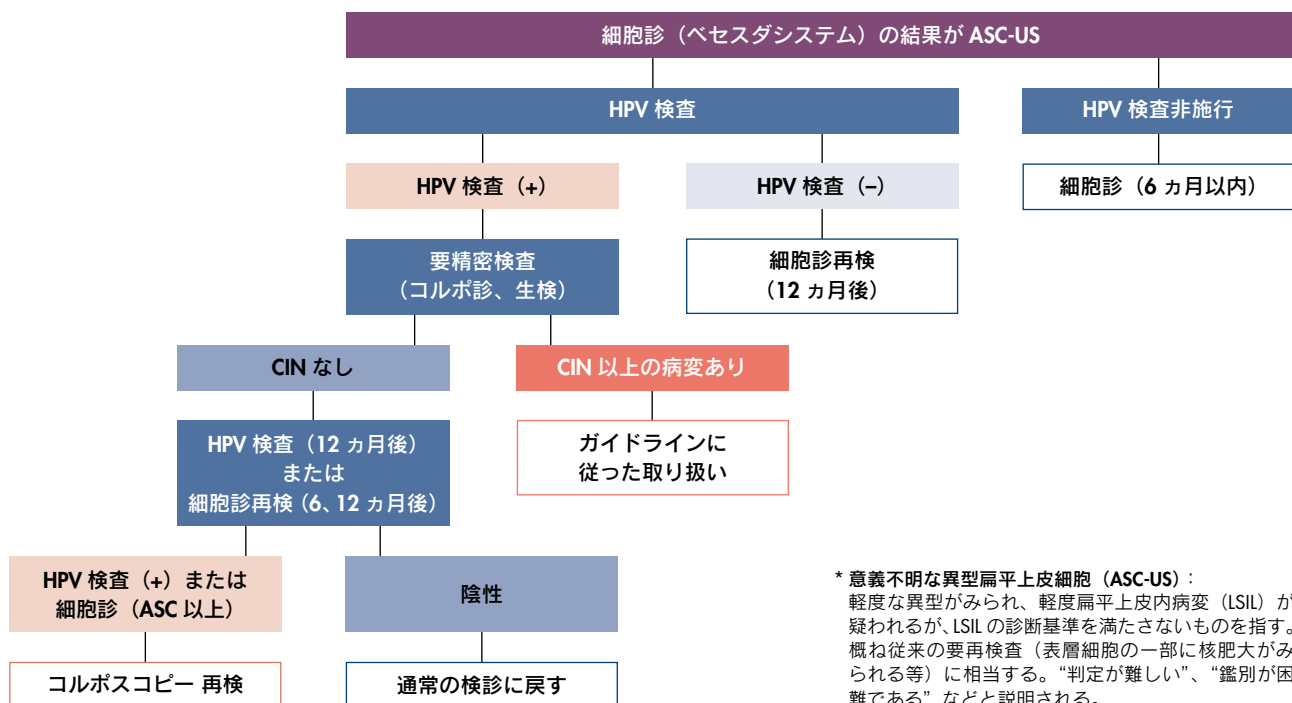 細胞診（ベセスダシステム）の結果が ASC-US
HPV 検査
HPV 検査非施行
HPV 検査（+）
HPV 検査（–）
細胞診（6 ヵ月以内）
要精密検査
（コルポ診、生検）
細胞診再検
（12 ヵ月後）
CIN なし
CIN 以上の病変あり
HPV 検査（12 ヵ月後）
または
細胞診再検（6、12 ヵ月後）
ガイドラインに
従った取り扱い
HPV 検査（+）または
細胞診（ASC 以上）
陰性
コルポスコピー 再検
通常の検診に戻す
* 意義不明な異型扁平上皮細胞（ASC-US）：
軽度な異型がみられ、軽度扁平上皮内病変（LSIL）が
疑われるが、LSIL の診断基準を満たさないものを指す。
概ね従来の要再検査（表層細胞の一部に核肥大がみ
られる等）に相当する。“判定が難しい”、“鑑別が困
難である”などと説明される。